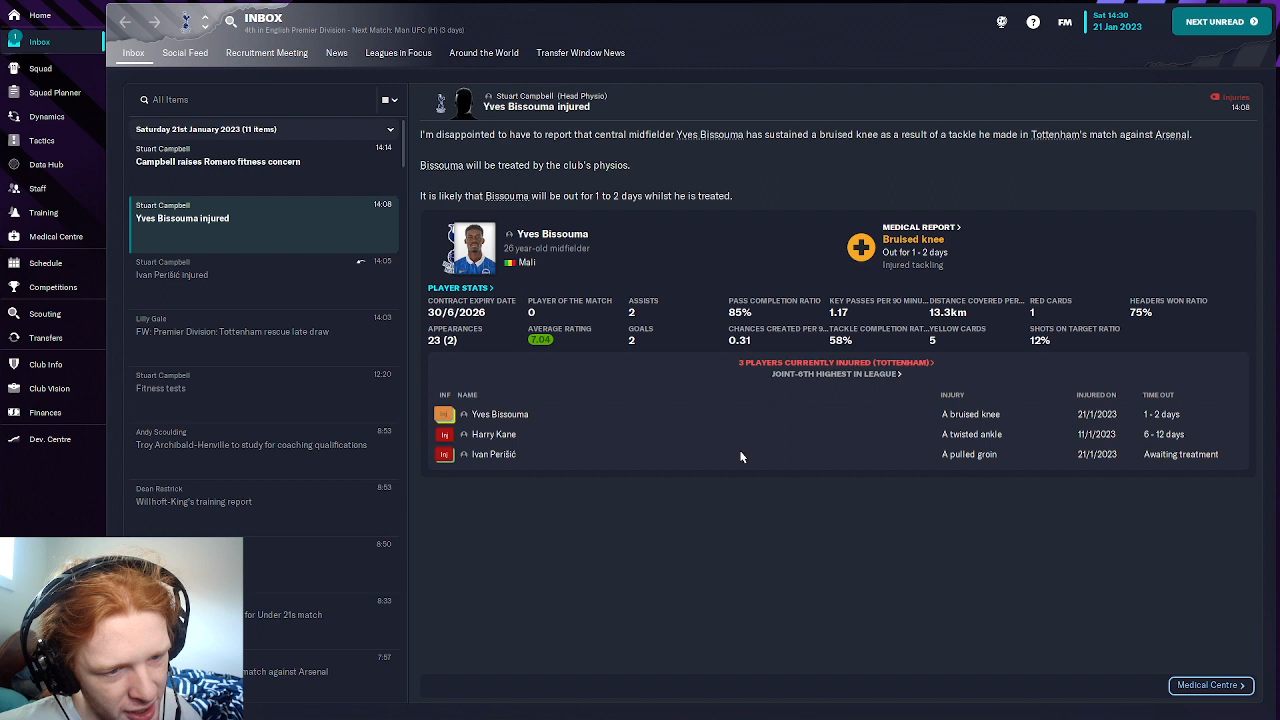 Home
1
Inbox
Squad
Squad Planner
Dynamics
Tactics
Data Hub
Staff
Training
Medical Centre
Schedule
Competitions
Scouting
Transfers
Club Info
Club Vision
Finances
Dev. Centre
INBOX
4th in English Premier Division - Next Match: Man UFC (H) (3 days)
FM
Sat 14:30
21 Jan 2023
NEXT UNREAD
Inbox
Social Feed
Recruitment Meeting
News
Leagues in Focus
Around the World
Transfer Window News
All Items
Saturday 21st January 2023 (11 items)
Stuart Campbell 14:14
Campbell raises Romero fitness concern
Stuart Campbell 14:08
Yves Bissouma injured
Stuart Campbell 14:05
Ivan Perišić injured
Lilly Gale 14:03
FW: Premier Division: Tottenham rescue late draw
Stuart Campbell 12:20
Fitness tests
Andy Scoulding 8:53
Troy Archibald-Henville to study for coaching qualifications
Dean Rastrick 8:53
Will hoft-King's training report
8:50
8:33
for Under 21s match
7:57
match against Arsenal
Stuart Campbell (Head Physio)
Yves Bissouma injured
Injuries
14:08
I'm disappointed to have to report that central midfielder Yves Bissouma has sustained a bruised knee as a result of a tackle he made in Tottenham's match against Arsenal.
Bissouma will be treated by the club's physios.
It is likely that Bissouma will be out for 1 to 2 days whilst he is treated.
Yves Bissouma
26 year-old midfielder
Mali
MEDICAL REPORT >
Bruised knee
Out for 1 - 2 days
Injured tackling
PLAYER STATS >
CONTRACT EXPIRY DATE PLAYER OF THE MATCH ASSISTS PASS COMPLETION RATIO KEY PASSES PER 90 MINU... DISTANCE COVERED PER... RED CARDS HEADERS WON RATIO
30/6/2026 0 2 85% 1.17 13.3km 1 75%
APPEARANCES AVERAGE RATING GOALS CHANCES CREATED PER 9... TACKLE COMPLETION RAT... YELLOW CARDS SHOTS ON TARGET RATIO
23 (2) 7.04 2 0.31 58% 5 12%
3 PLAYERS CURRENTLY INJURED (TOTTENHAM) >
JOINT-6TH HIGHEST IN LEAGUE >
INF NAME INJURY INJURED ON TIME OUT
Inj Yves Bissouma A bruised knee 21/1/2023 1 - 2 days
Inj Harry Kane A twisted ankle 11/1/2023 6 - 12 days
Inj Ivan Perišić A pulled groin 21/1/2023 Awaiting treatment
Medical Centre >